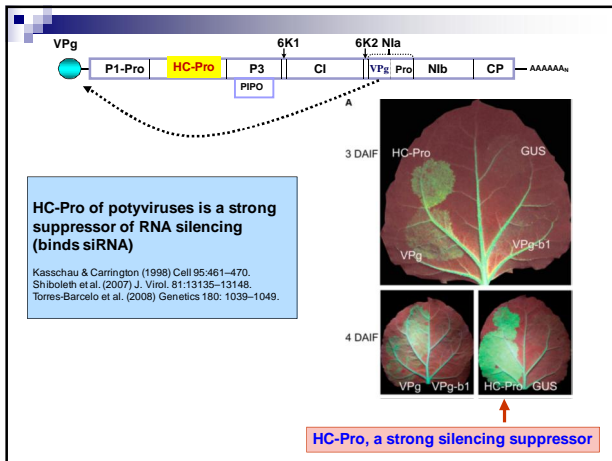 VPg
6K1
6K2 NIa
P1-Pro HC-Pro P3 CI VPg Pro NIb CP AAAAAAN
PIPO
A
3 DAIF
HC-Pro
GUS
VPg
VPg-b1
HC-Pro of potyviruses is a strong
suppressor of RNA silencing
(binds siRNA)
Kasschau & Carrington (1998) Cell 95:461–470.
Shiboleth et al. (2007) J. Virol. 81:13135–13148.
Torres-Barcelo et al. (2008) Genetics 180: 1039–1049.
4 DAIF
VPg VPg-b1
HC-Pro GUS
HC-Pro, a strong silencing suppressor